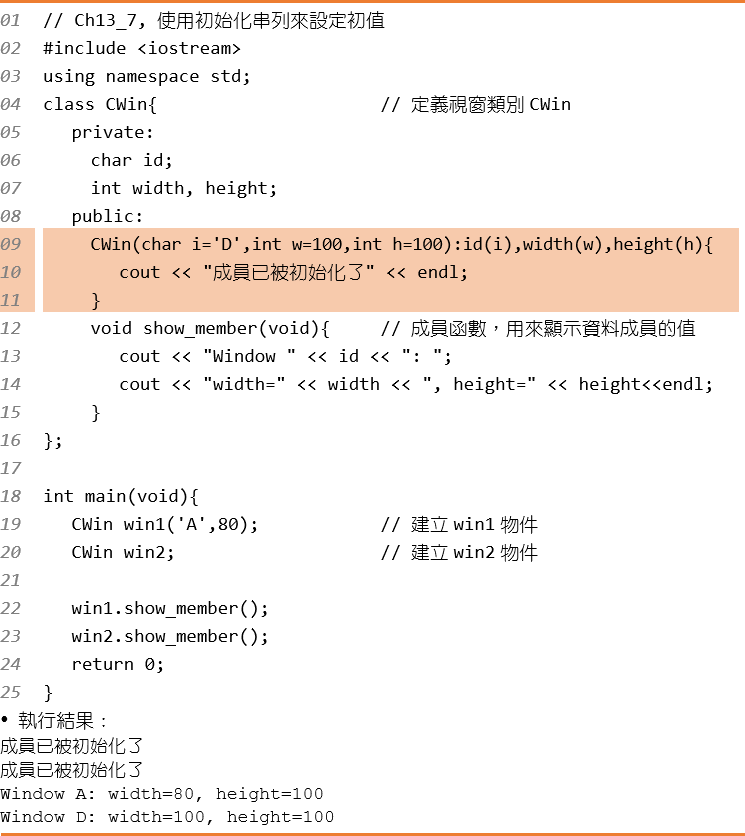 01 // Ch13_7, 使用初始化串列來設定初值
02 #include <iostream>
03 using namespace std;
04 class CWin{ // 定義視窗類別 CWin
05 private:
06 char id;
07 int width, height;
08 public:
09 CWin(char i='D',int w=100,int h=100):id(i),width(w),height(h){
10 cout << "成員已被初始化了" << endl;
11 }
12 void show_member(void){ // 成員函數，用來顯示資料成員的值
13 cout << "Window " << id << ": ";
14 cout << "width=" << width << ", height=" << height<<endl;
15 }
16 };
17
18 int main(void){
19 CWin win1('A',80); // 建立 win1 物件
20 CWin win2; // 建立 win2 物件
21
22 win1.show_member();
23 win2.show_member();
24 return 0;
25 }
• 執行結果：
成員已被初始化了
成員已被初始化了
Window A: width=80, height=100
Window D: width=100, height=100